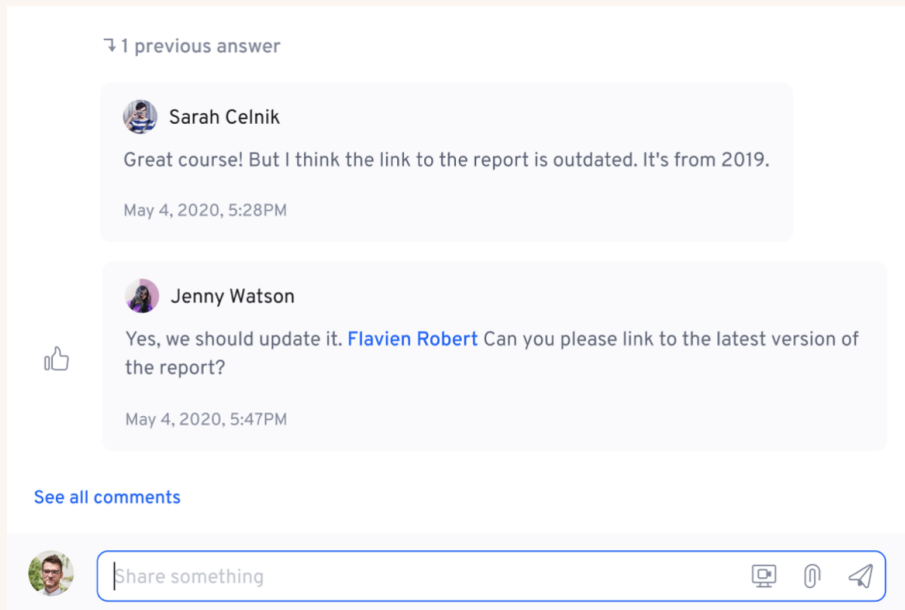 1 previous answer
Sarah Celnik
Great course! But I think the link to the report is outdated. It's from 2019.
May 4, 2020, 5:28PM
Jenny Watson
Yes, we should update it. Flavien Robert Can you please link to the latest version of
the report?
May 4, 2020, 5:47PM
See all comments
Share something